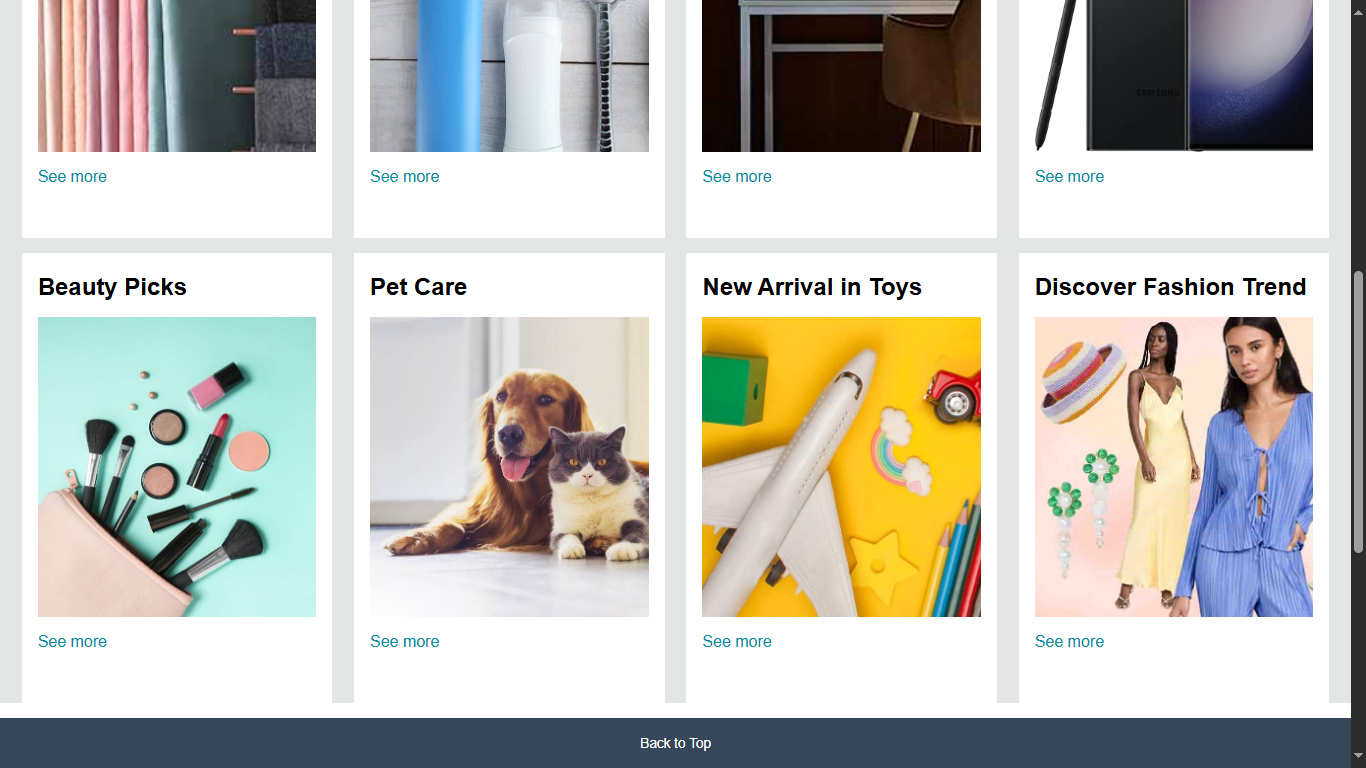 SAMSUNG
See more
See more
See more
See more
Beauty Picks
Pet Care
New Arrival in Toys
Discover Fashion Trend
See more
See more
See more
See more
Back to Top